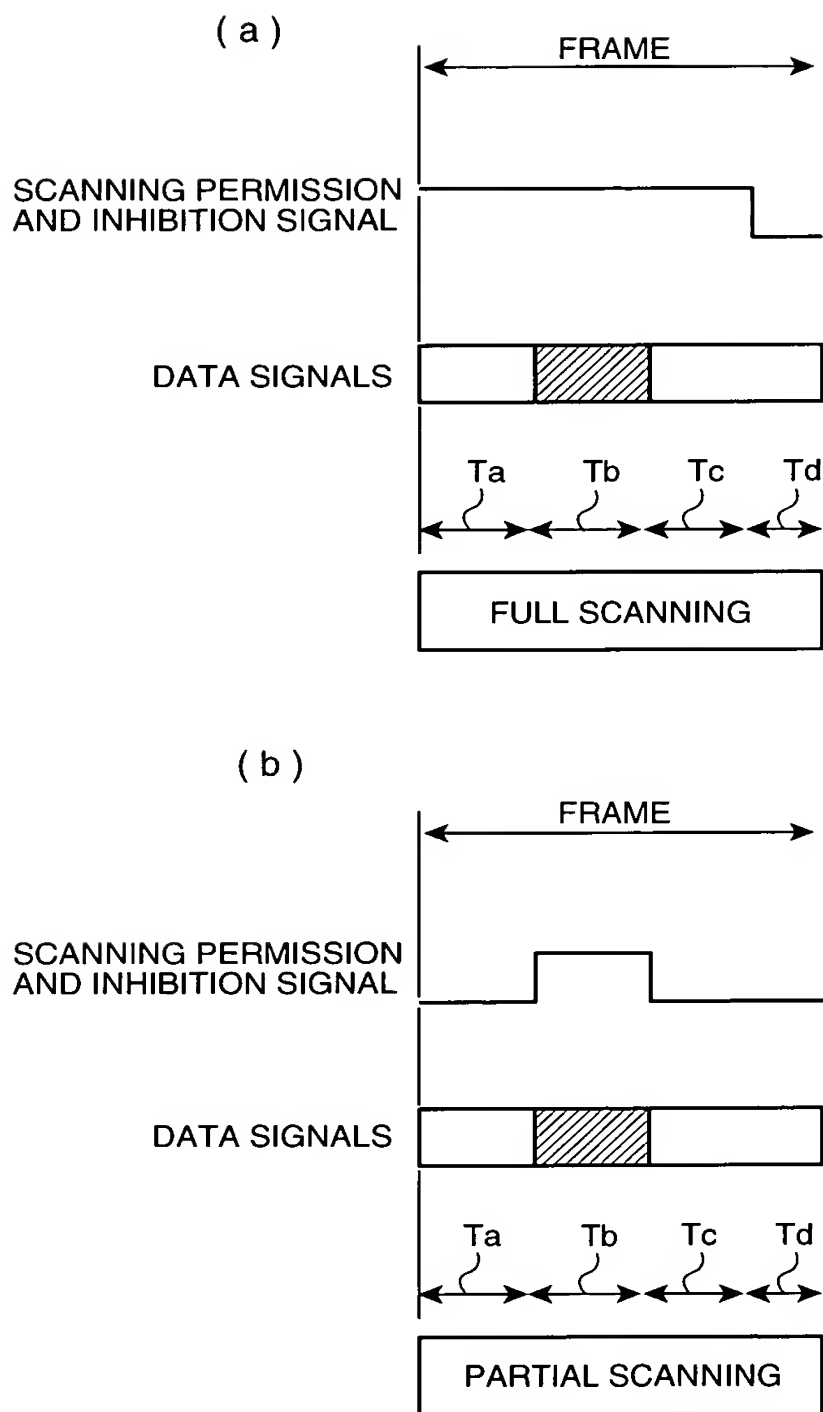 ( a )
FRAME
SCANNING PERMISSION
AND INHIBITION SIGNAL
DATA SIGNALS
Ta Tb Tc Td
FULL SCANNING
( b )
FRAME
SCANNING PERMISSION
AND INHIBITION SIGNAL
DATA SIGNALS
Ta Tb Tc Td
PARTIAL SCANNING